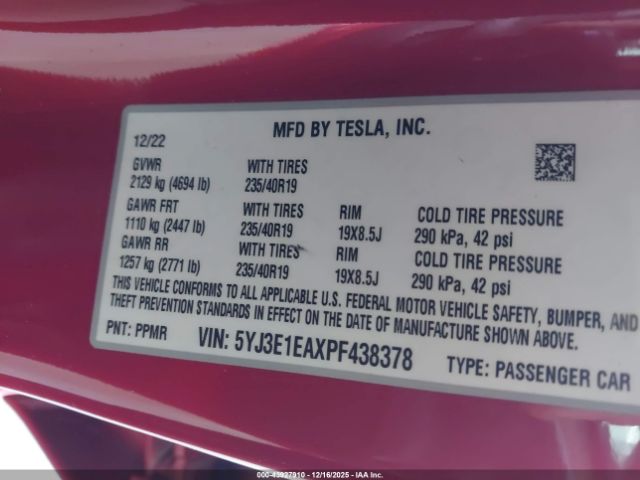 MFD BY TESLA, INC.
12/22
GVWR WITH TIRES
2129 kg (4694 lb) 235/40R19
GAWR FRT WITH TIRES RIM COLD TIRE PRESSURE
1110 kg (2447 lb) 235/40R19 19X8.5J 290 kPa, 42 psi
GAWR RR WITH TIRES RIM COLD TIRE PRESSURE
1257 kg (2771 lb) 235/40R19 19X8.5J 290 kPa, 42 psi
THIS VEHICLE CONFORMS TO ALL APPLICABLE U.S. FEDERAL MOTOR VEHICLE SAFETY, BUMPER, AND
THEFT PREVENTION STANDARDS IN EFFECT ON THE DATE OF MANUFACTURE SHOWN ABOVE.
PNT: PPMR VIN: 5YJ3E1EAXPF438378 TYPE: PASSENGER CAR
000-43927910 - 12/16/2025 - IAA Inc.